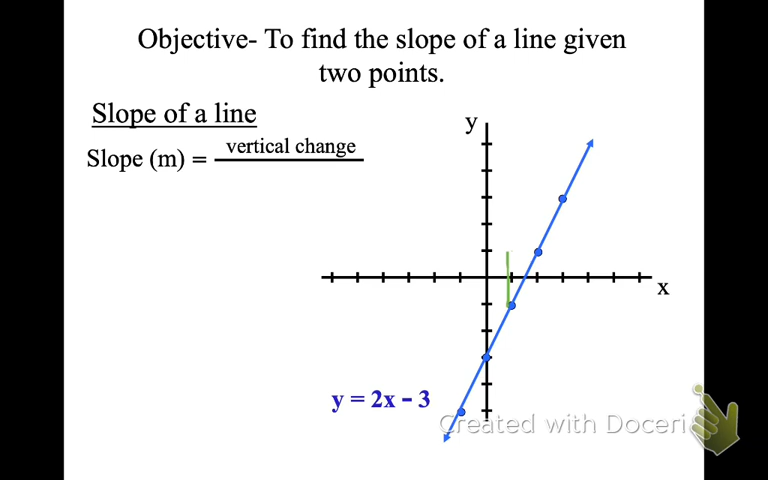 Objective- To find the slope of a line given
two points.
Slope of a line
Slope (m) = vertical change
y
x
y = 2x - 3
Created with Doceri